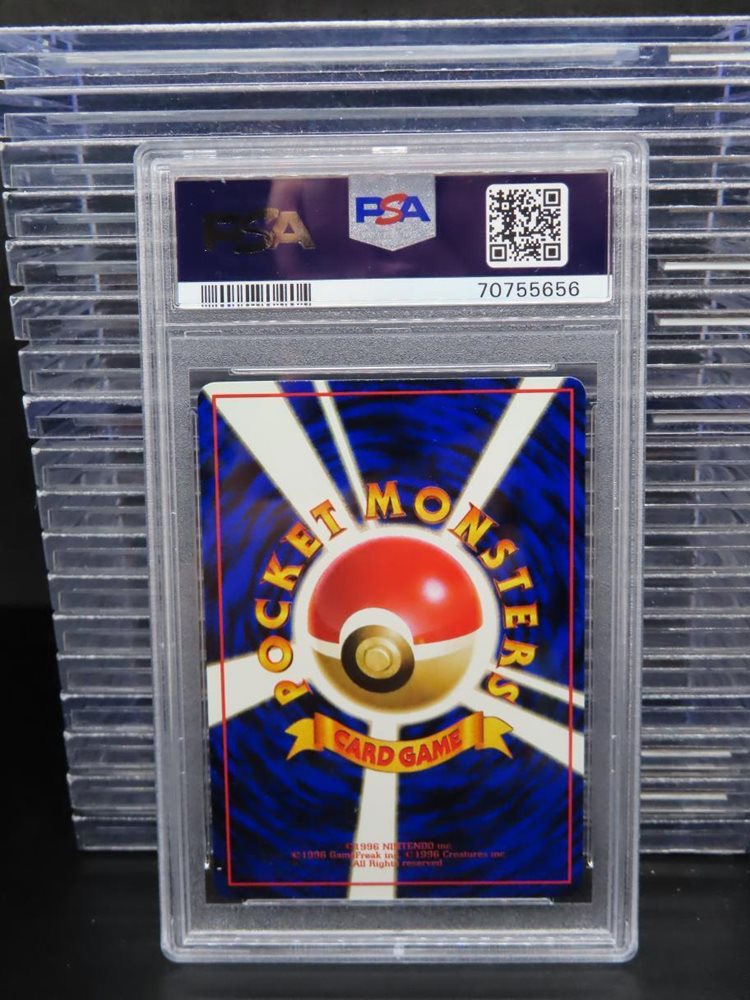 PSA
PSA
70755656
POCKET MONSTERS
CARD GAME
©1996 NINTENDO inc.
©1996 GameFreak inc. ©1996 Creatures inc.
All Rights reserved